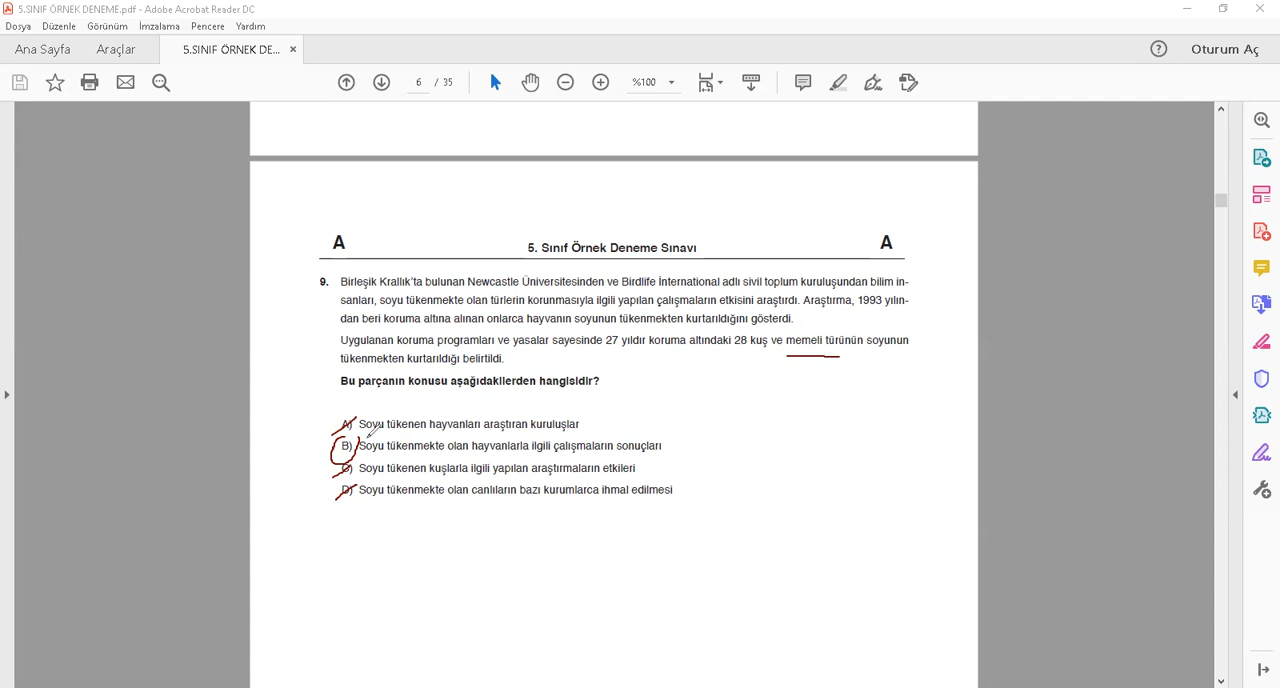 5.SINIF ÖRNEK DENEME.pdf - Adobe Acrobat Reader DC
Dosya Düzenle Görünüm İmzalama Pencere Yardım
Ana Sayfa Araçlar 5.SINIF ÖRNEK DE... × Oturum Aç
6 / 35 %100
A 5. Sınıf Örnek Deneme Sınavı A
9. Birleşik Krallık'ta bulunan Newcastle Üniversitesinden ve Birdlife İnternational adlı sivil toplum kuruluşundan bilim in-
sanları, soyu tükenmekte olan türlerin korunmasıyla ilgili yapılan çalışmaların etkisini araştırdı. Araştırma, 1993 yılın-
dan beri koruma altına alınan onlarca hayvanın soyunun tükenmekten kurtarıldığını gösterdi.
Uygulanan koruma programları ve yasalar sayesinde 27 yıldır koruma altındaki 28 kuş ve memeli türünün soyunun
tükenmekten kurtarıldığı belirtildi.
Bu parçanın konusu aşağıdakilerden hangisidir?
A) Soyu tükenen hayvanları araştıran kuruluşlar
B) Soyu tükenmekte olan hayvanlarla ilgili çalışmaların sonuçları
C) Soyu tükenen kuşlarla ilgili yapılan araştırmaların etkileri
D) Soyu tükenmekte olan canlıların bazı kurumlarca ihmal edilmesi